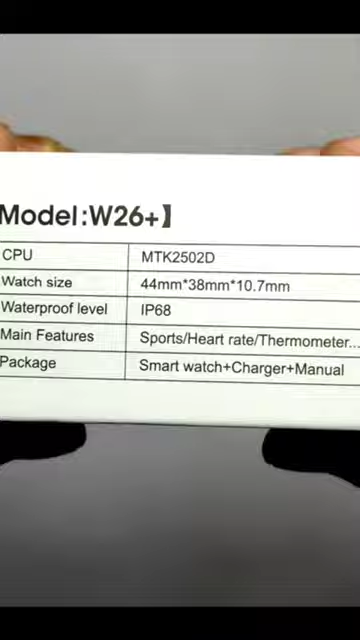 Model:W26+】
CPU MTK2502D
Watch size 44mm*38mm*10.7mm
Waterproof level IP68
Main Features Sports/Heart rate/Thermometer...
Package Smart watch+Charger+Manual